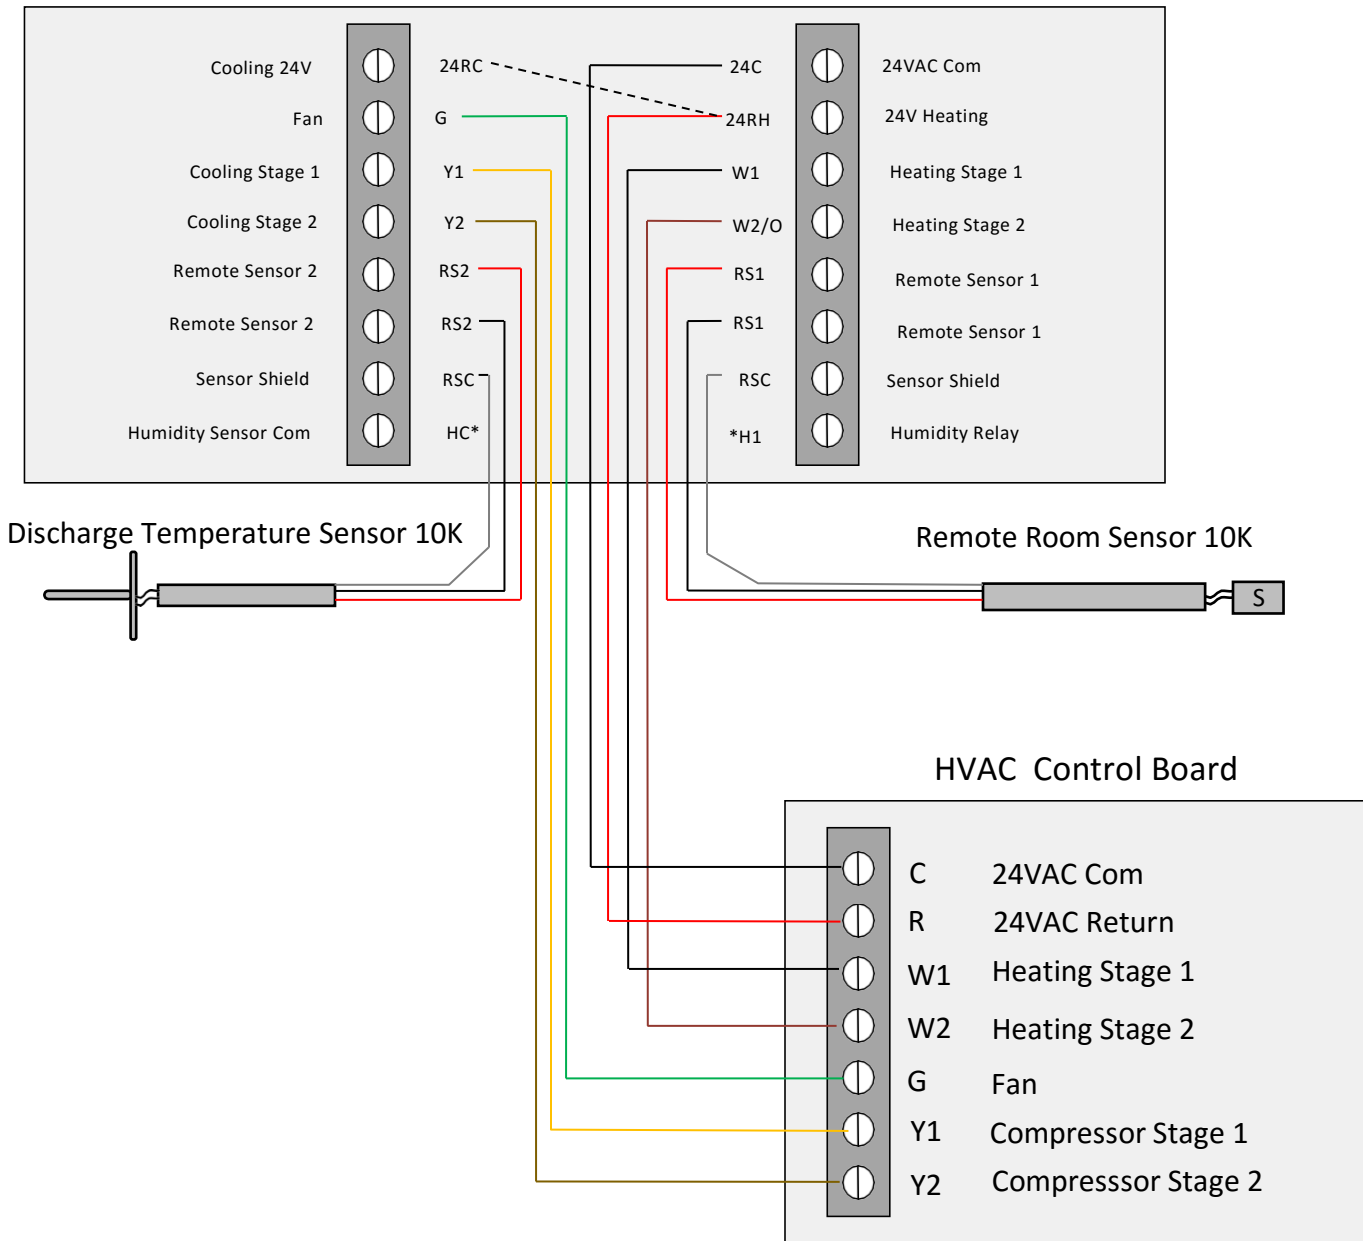 Cooling 24V 24RC 24C 24VAC Com
Fan G 24RH 24V Heating
Cooling Stage 1 Y1 W1 Heating Stage 1
Cooling Stage 2 Y2 W2/O Heating Stage 2
Remote Sensor 2 RS2 RS1 Remote Sensor 1
Remote Sensor 2 RS2 RS1 Remote Sensor 1
Sensor Shield RSC RSC Sensor Shield
Humidity Sensor Com HC* *H1 Humidity Relay
Discharge Temperature Sensor 10K
Remote Room Sensor 10K
S
HVAC Control Board
C 24VAC Com
R 24VAC Return
W1 Heating Stage 1
W2 Heating Stage 2
G Fan
Y1 Compressor Stage 1
Y2 Compresssor Stage 2